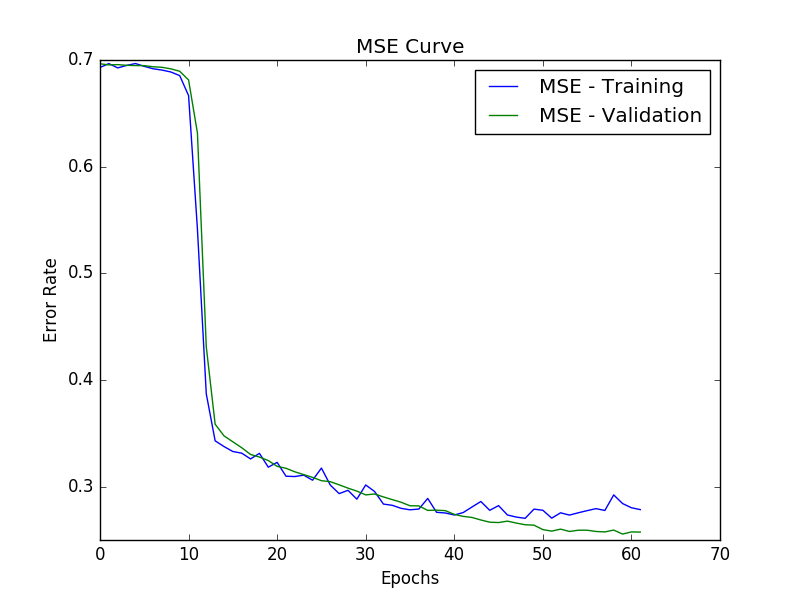 MSE Curve
MSE - Training
MSE - Validation
0.7
0.6
0.5
0.4
0.3
Error Rate
0 10 20 30 40 50 60 70
Epochs